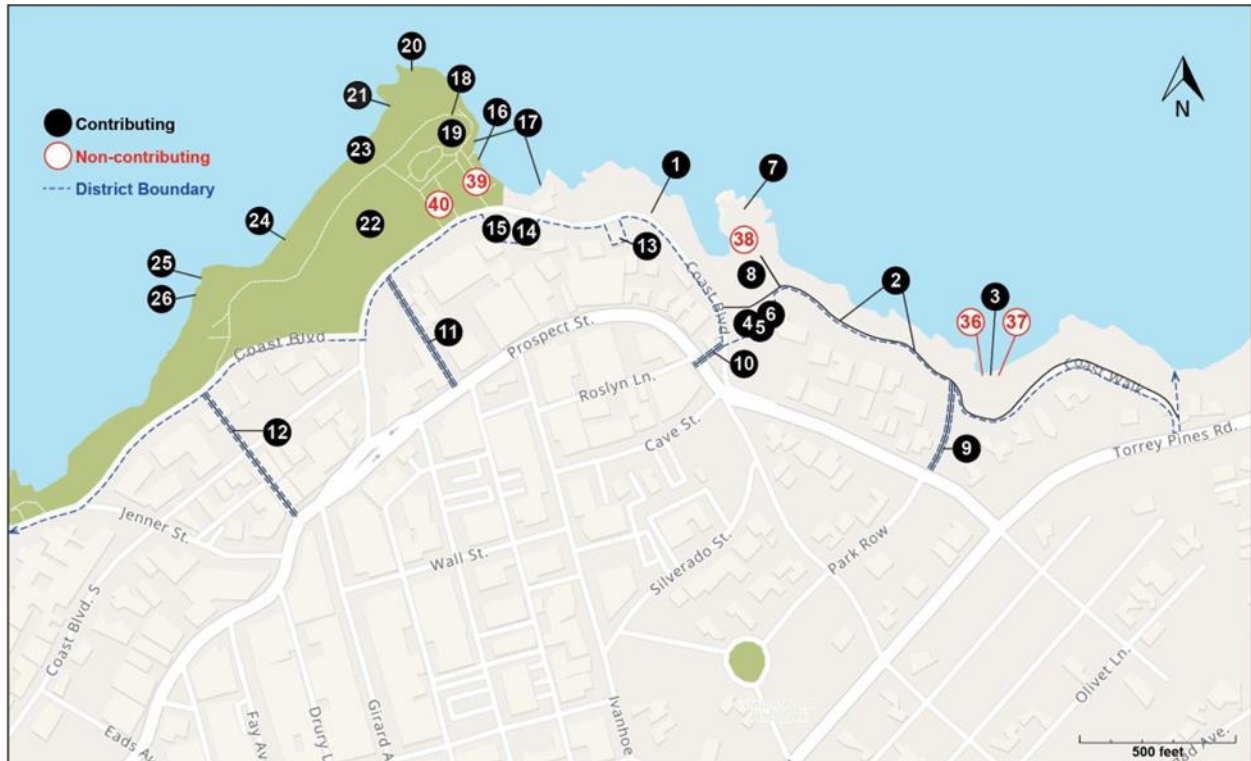 20
18
21
16
17
Contributing
Non-contributing
District Boundary
N
23
19
1
7
39
40
22
24
15
14
13
38
25
26
8
2
3
36
37
Coast Blvd
4
5
6
10
Coast Walk
Coast Blvd
11
Prospect St.
Roslyn Ln.
12
Cave St.
9
Torrey Pines Rd.
Jenner St.
Wall St.
Silverado St.
Park Row
Coast Blvd. S
Olivet Ln.
Eads Av
Fay Av
Drury L
Girard A
Ivanhoe
500 feet